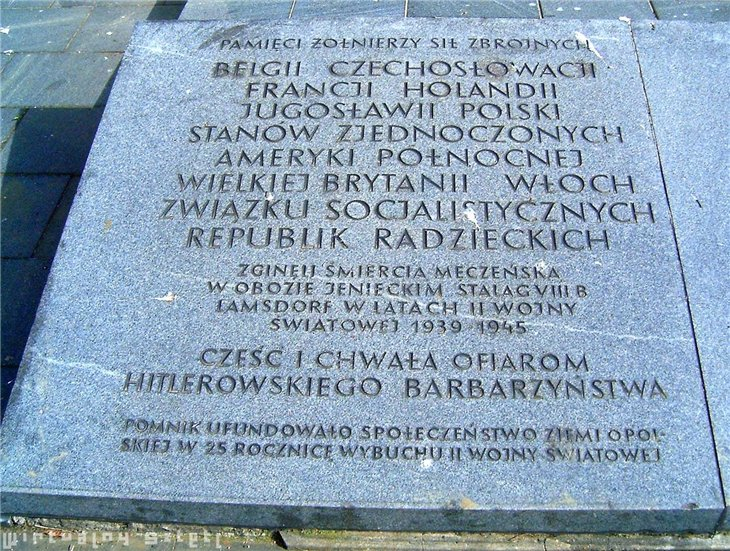 PAMIĘCI ŻOŁNIERZY SIŁ ZBROJNYCH
BELGII CZECHOSŁOWACJI
FRANCJI HOLANDII
JUGOSŁAWII POLSKI
STANÓW ZJEDNOCZONYCH
AMERYKI PÓŁNOCNEJ
WIELKIEJ BRYTANII WŁOCH
ZWIĄZKU SOCJALISTYCZNYCH
REPUBLIK RADZIECKICH
ZGINĘLI ŚMIERCIĄ MĘCZEŃSKĄ
W OBOZIE JENIECKIM STALAG VIII B
ŁAMSDORF W LATACH II WOJNY
ŚWIATOWEJ 1939 - 1945
CZEŚĆ I CHWAŁA OFIAROM
HITLEROWSKIEGO BARBARZYŃSTWA
POMNIK UFUNDOWAŁO SPOŁECZEŃSTWO ZIEMI OPOL-
SKIEJ W 25 ROCZNICĘ WYBUCHU II WOJNY ŚWIATOWEJ
Wirtualny Sztetl